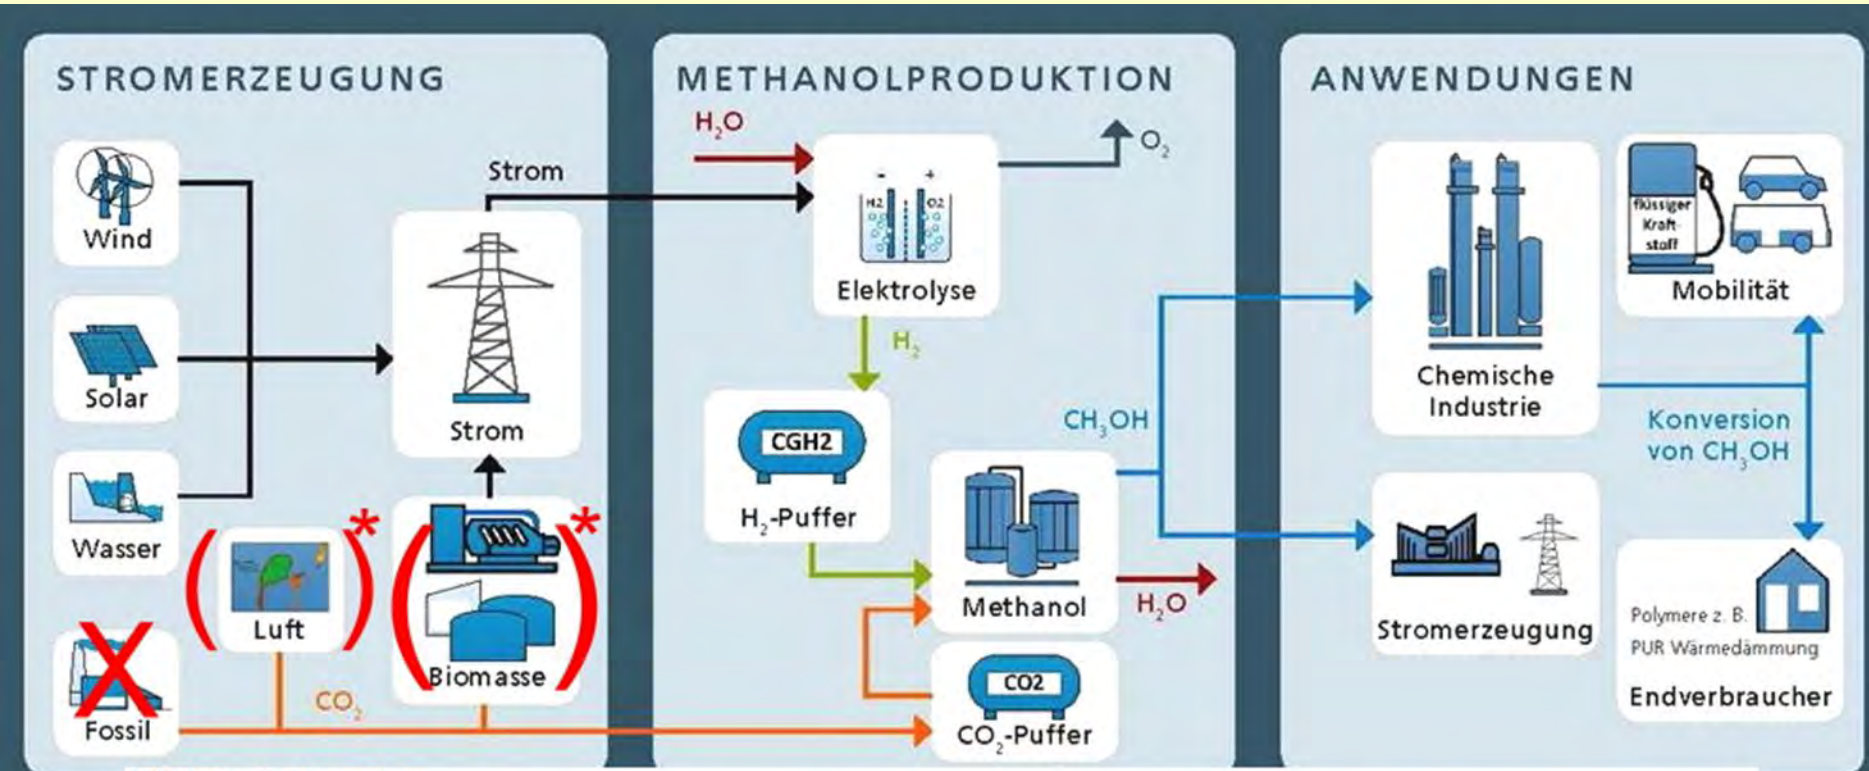 STROMERZEUGUNG
Wind
Solar
Wasser
Fossil
X
( Luft )*
CO₂
Strom
Strom
( Biomasse )*
METHANOLPRODUKTION
H₂O
- +
H2 O2
Elektrolyse
O₂
H₂
CGH2
H₂-Puffer
Methanol
CH₃OH
H₂O
CO2
CO₂-Puffer
ANWENDUNGEN
Chemische
Industrie
flüssiger
Kraft-
stoff
Mobilität
Konversion
von CH₃OH
Stromerzeugung
Polymere z. B.
PUR Wärmedämmung
Endverbraucher